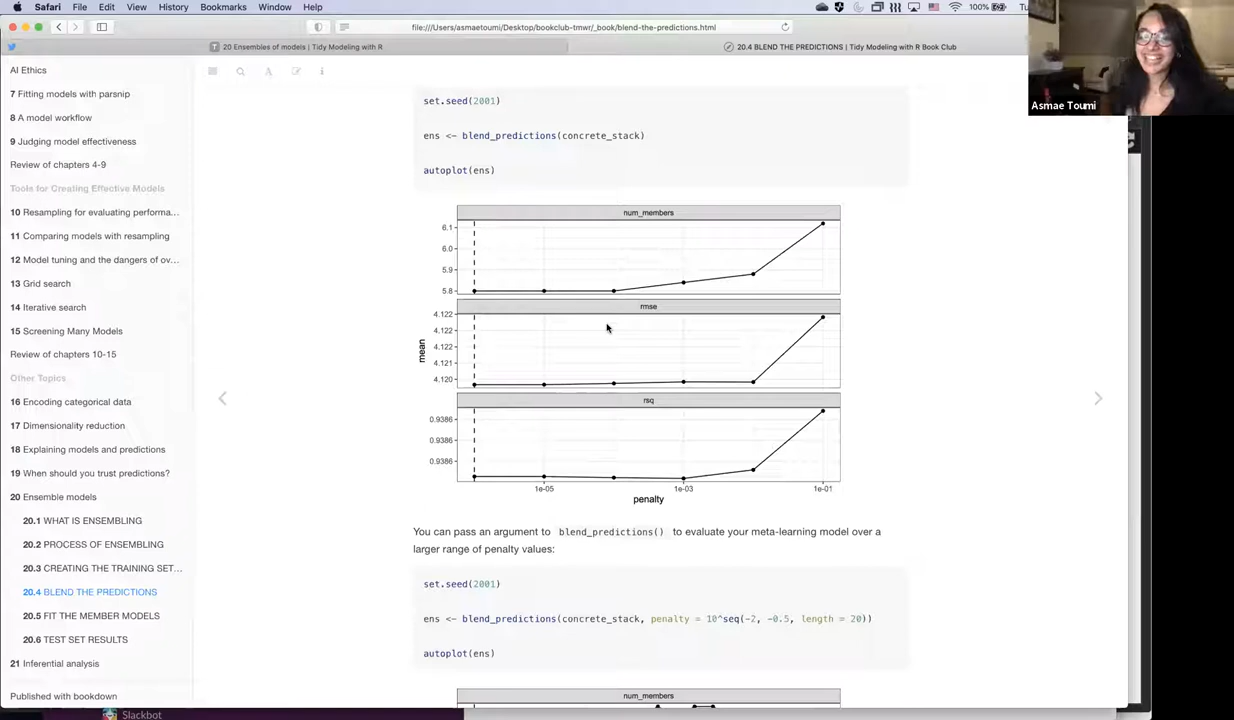 Safari File Edit View History Bookmarks Window Help 100% Tu
file:///Users/asmaetoumi/Desktop/bookclub-tmwr/_book/blend-the-predictions.html
20 Ensembles of models | Tidy Modeling with R
20.4 BLEND THE PREDICTIONS | Tidy Modeling with R Book Club
Asmae Toumi
AI Ethics
7 Fitting models with parsnip
8 A model workflow
9 Judging model effectiveness
Review of chapters 4-9
Tools for Creating Effective Models
10 Resampling for evaluating performa...
11 Comparing models with resampling
12 Model tuning and the dangers of ov...
13 Grid search
14 Iterative search
15 Screening Many Models
Review of chapters 10-15
Other Topics
16 Encoding categorical data
17 Dimensionality reduction
18 Explaining models and predictions
19 When should you trust predictions?
20 Ensemble models
20.1 WHAT IS ENSEMBLING
20.2 PROCESS OF ENSEMBLING
20.3 CREATING THE TRAINING SET...
20.4 BLEND THE PREDICTIONS
20.5 FIT THE MEMBER MODELS
20.6 TEST SET RESULTS
21 Inferential analysis
Published with bookdown
Slackbot
set.seed(2001)
ens <- blend_predictions(concrete_stack)
autoplot(ens)
num_members
6.1
6.0
5.9
5.8
rmse
4.122
4.122
4.121
4.120
mean
rsq
0.9386
0.9386
0.9386
1e-05 1e-03 1e-01
penalty
You can pass an argument to blend_predictions() to evaluate your meta-learning model over a
larger range of penalty values:
set.seed(2001)
ens <- blend_predictions(concrete_stack, penalty = 10^seq(-2, -0.5, length = 20))
autoplot(ens)
num_members